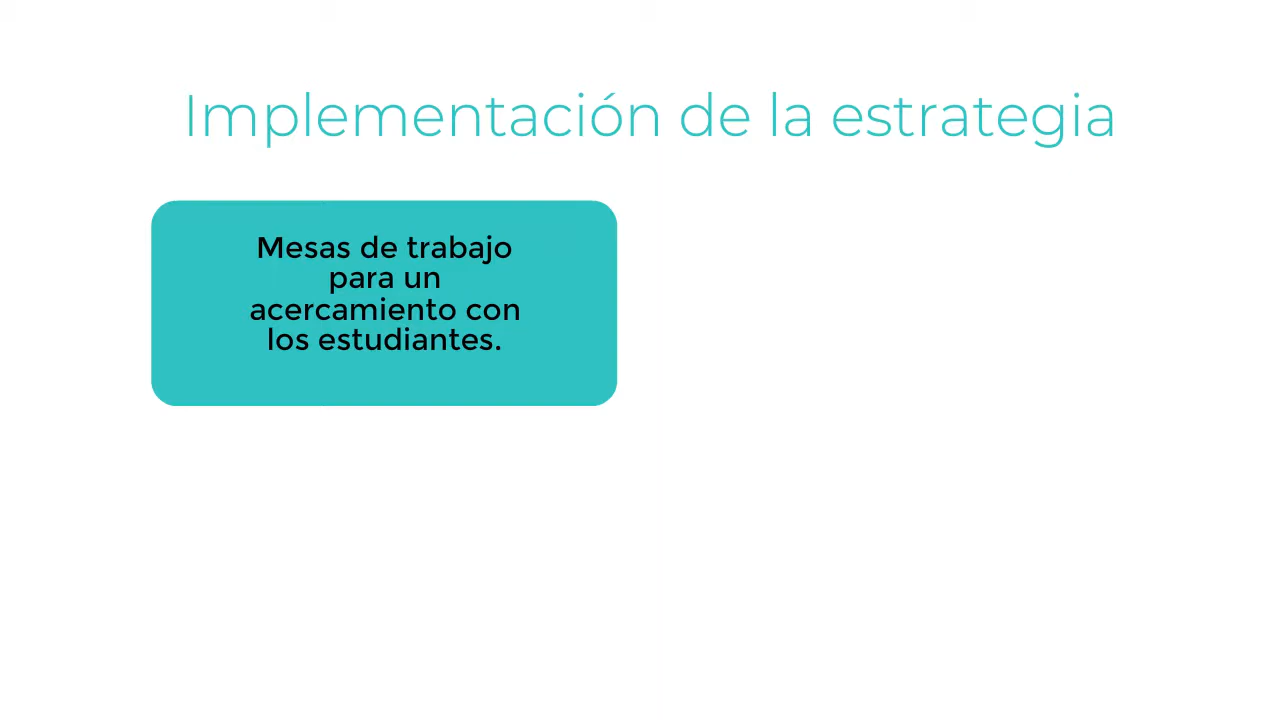 Implementación de la estrategia
Mesas de trabajo
para un
acercamiento con
los estudiantes.